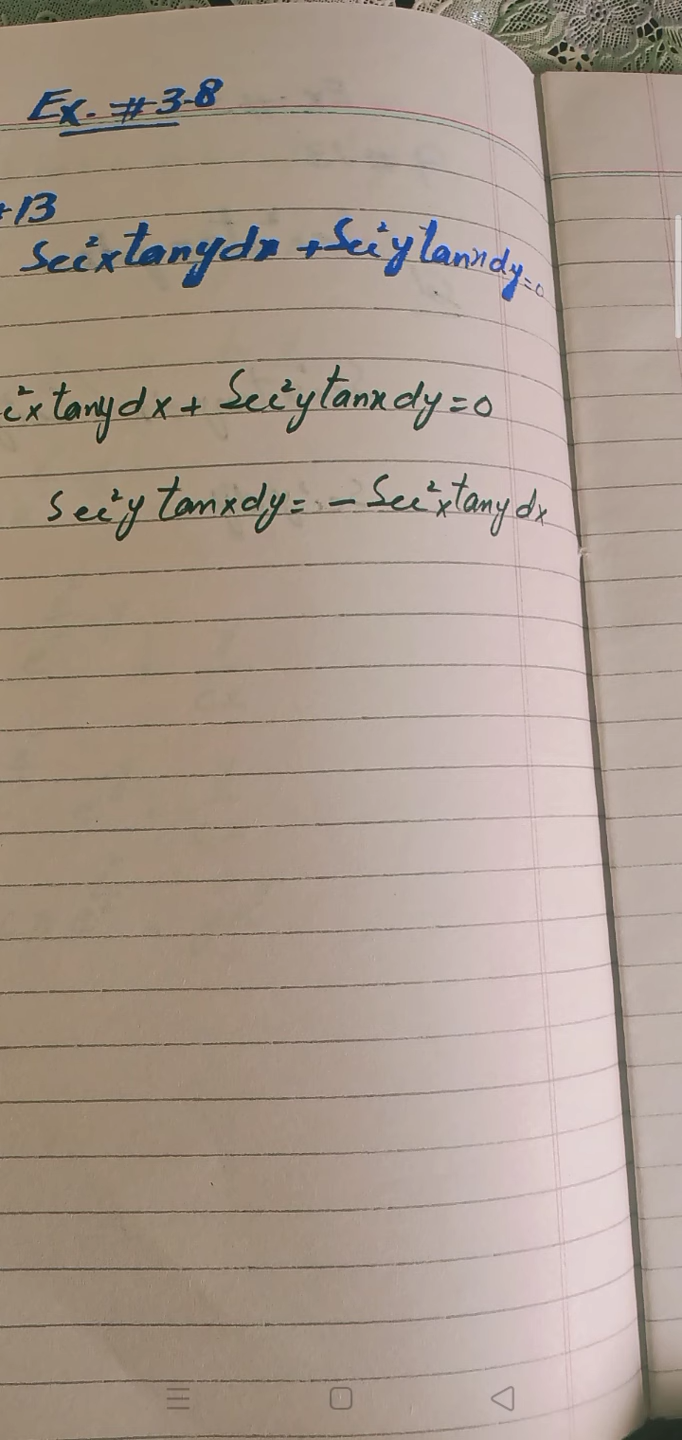 Ex. # 3-8
+13
Sec²x tany dx + Sec²y tanx dy = 0
c²x tany dx + Sec²y tanx dy = 0
Sec²y tanx dy = - Sec²x tany dx